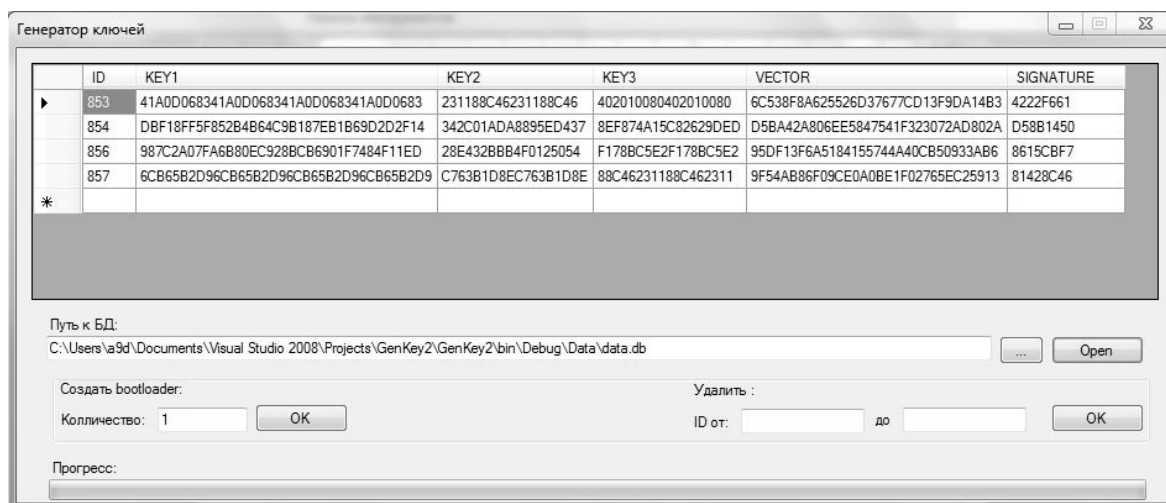 Генератор ключей
ID KEY1 KEY2 KEY3 VECTOR SIGNATURE
853 41A0D068341A0D068341A0D068341A0D0683 231188C46231188C46 402010080402010080 6C538F8A625526D37677CD13F9DA14B3 4222F661
854 DBF18FF5F852B4B64C9B187EB1B69D2D2F14 342C01ADA8895ED437 8EF874A15C82629DED D5BA42A806EE5847541F323072AD802A D58B1450
856 987C2A07FA6B80EC928BCB6901F7484F11ED 28E432BBB4F0125054 F178BC5E2F178BC5E2 95DF13F6A5184155744A40CB50933AB6 8615CBF7
857 6CB65B2D96CB65B2D96CB65B2D96CB65B2D9 C763B1D8EC763B1D8E 88C46231188C462311 9F54AB86F09CE0A0BE1F02765EC25913 81428C46
Путь к БД:
C:\Users\a9d\Documents\Visual Studio 2008\Projects\GenKey2\GenKey2\bin\Debug\Data\data.db ... Open
Создать bootloader: Удалить :
Колличество: 1 OK ID от: до OK
Прогресс: